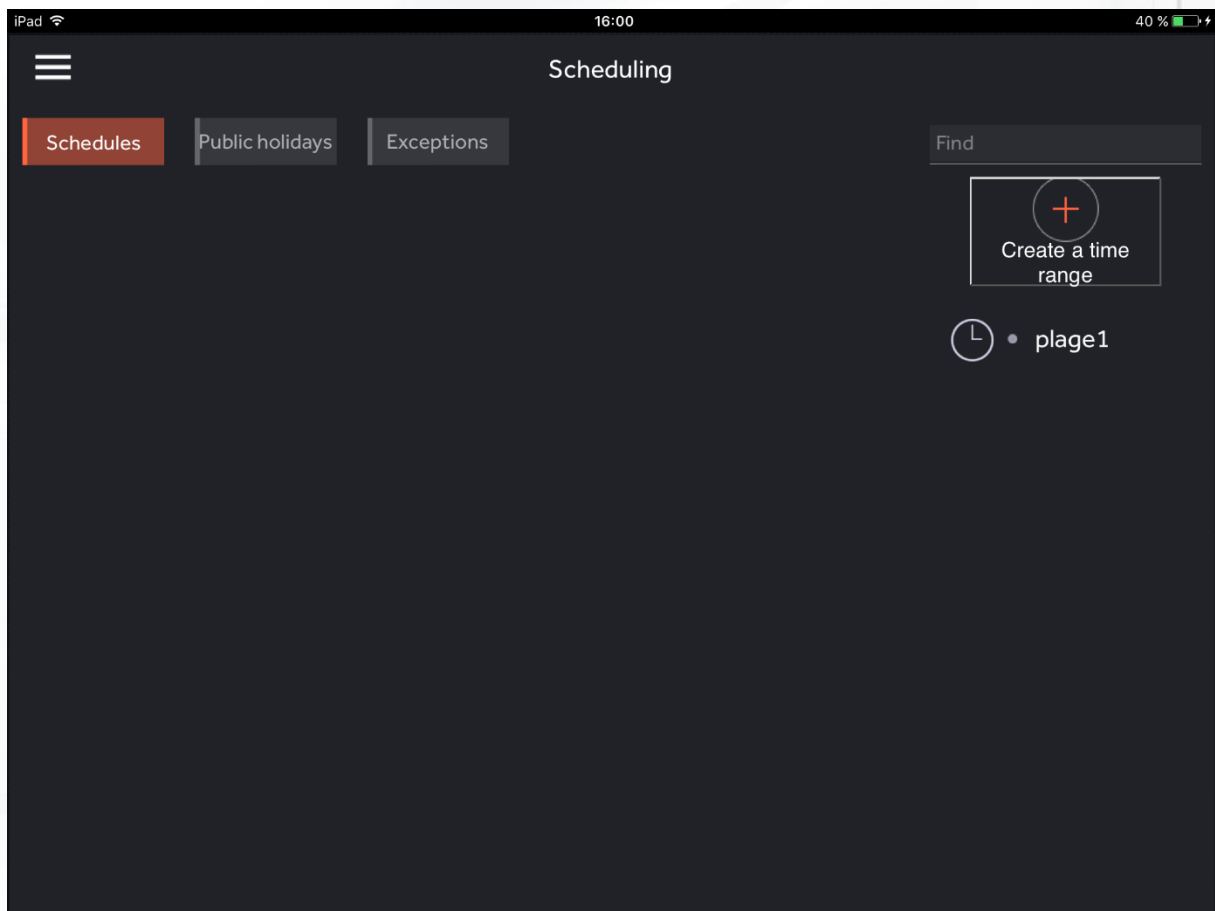 iPad 16:00 40 %
Scheduling
Schedules Public holidays Exceptions
Find
Create a time
range
plage1